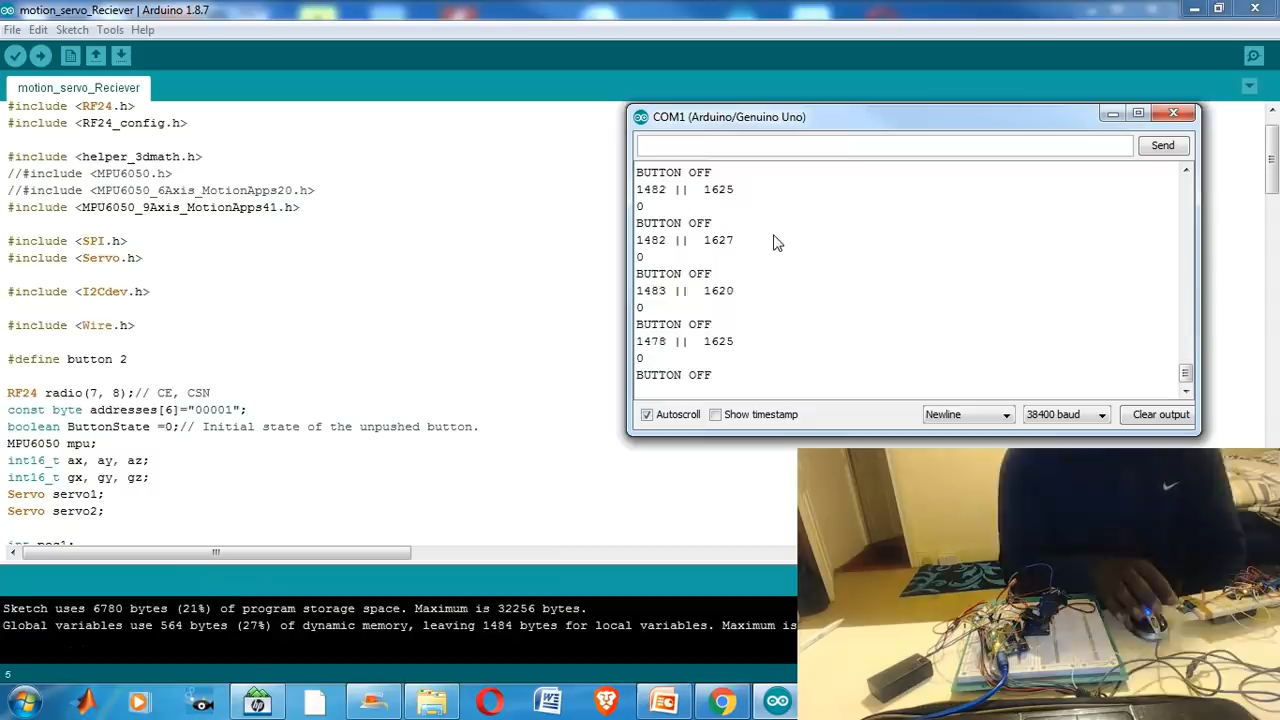 motion_servo_Reciever | Arduino 1.8.7
File Edit Sketch Tools Help
motion_servo_Reciever
#include <RF24.h>
#include <RF24_config.h>
#include <helper_3dmath.h>
//#include <MPU6050.h>
//#include <MPU6050_6Axis_MotionApps20.h>
#include <MPU6050_9Axis_MotionApps41.h>
#include <SPI.h>
#include <Servo.h>
#include <I2Cdev.h>
#include <Wire.h>
#define button 2
RF24 radio(7, 8);// CE, CSN
const byte addresses[6]="00001";
boolean ButtonState =0;// Initial state of the unpushed button.
MPU6050 mpu;
int16_t ax, ay, az;
int16_t gx, gy, gz;
Servo servo1;
Servo servo2;
int pos1;
COM1 (Arduino/Genuino Uno)
Send
BUTTON OFF
1482 || 1625
0
BUTTON OFF
1482 || 1627
0
BUTTON OFF
1483 || 1620
0
BUTTON OFF
1478 || 1625
0
BUTTON OFF
Autoscroll Show timestamp Newline 38400 baud Clear output
Sketch uses 6780 bytes (21%) of program storage space. Maximum is 32256 bytes.
Global variables use 564 bytes (27%) of dynamic memory, leaving 1484 bytes for local variables. Maximum is
5